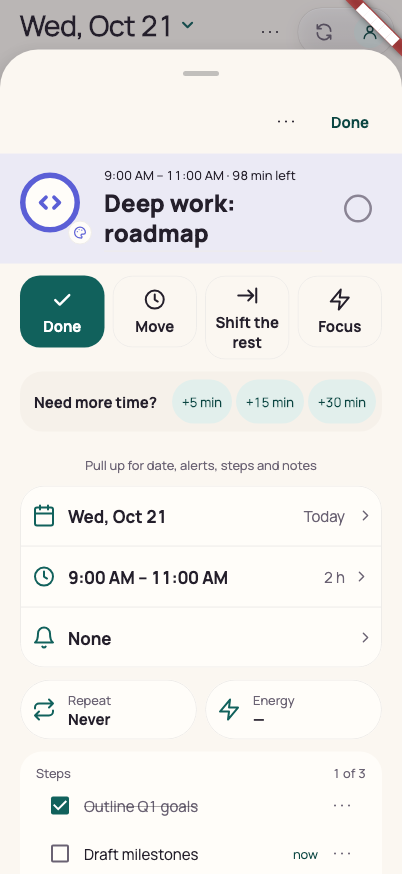 Wed, Oct 21
Done
9:00 AM – 11:00 AM · 98 min left
Deep work:
roadmap
Done
Move
Shift the
rest
Focus
Need more time?
+5 min
+15 min
+30 min
Pull up for date, alerts, steps and notes
Wed, Oct 21
Today
9:00 AM – 11:00 AM
2 h
None
Repeat
Never
Energy
–
Steps
1 of 3
Outline Q1 goals
Draft milestones
now